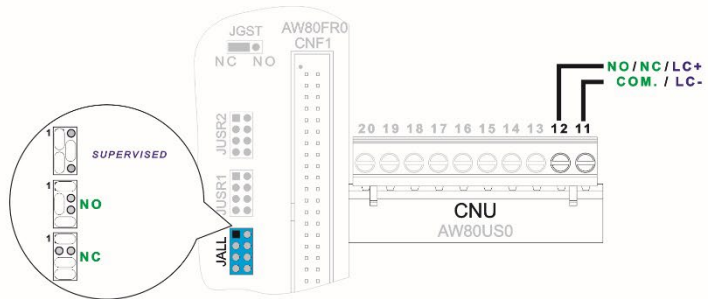 JGST
NC NO
AW80FR0
CNF1
NO/NC/LC+
COM. / LC-
JUSR2
JUSR1
JALL
20 19 18 17 16 15 14 13 12 11
CNU
AW80US0
1
SUPERVISED
1
NO
1
NC